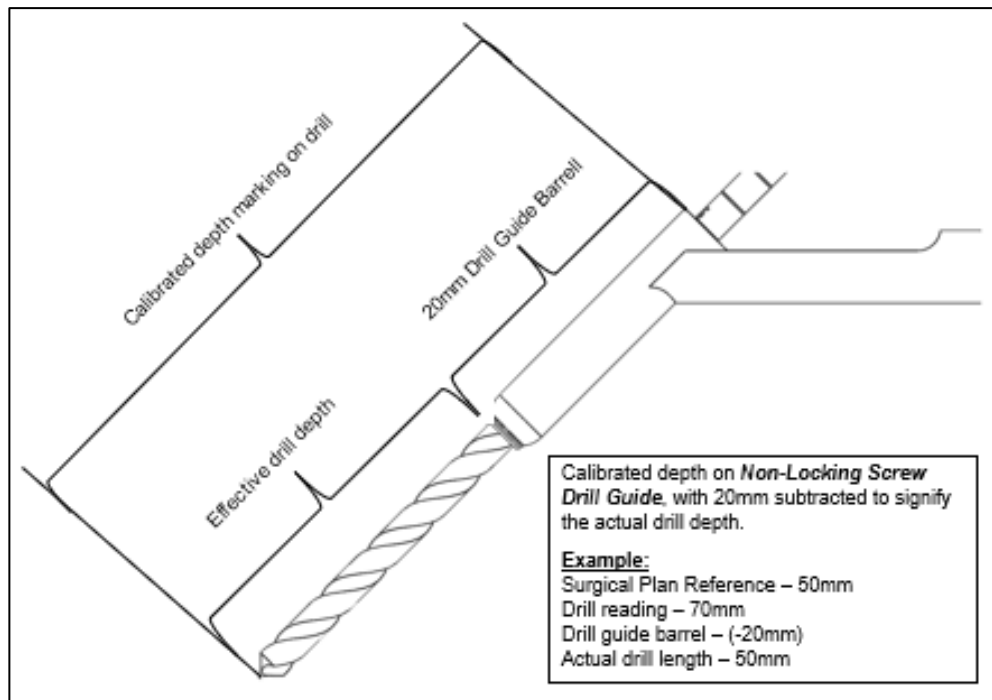 Calibrated depth marking on drill
20mm Drill Guide Barrell
Effective drill depth
Calibrated depth on Non-Locking Screw
Drill Guide, with 20mm subtracted to signify
the actual drill depth.
Example:
Surgical Plan Reference – 50mm
Drill reading – 70mm
Drill guide barrel – (-20mm)
Actual drill length – 50mm